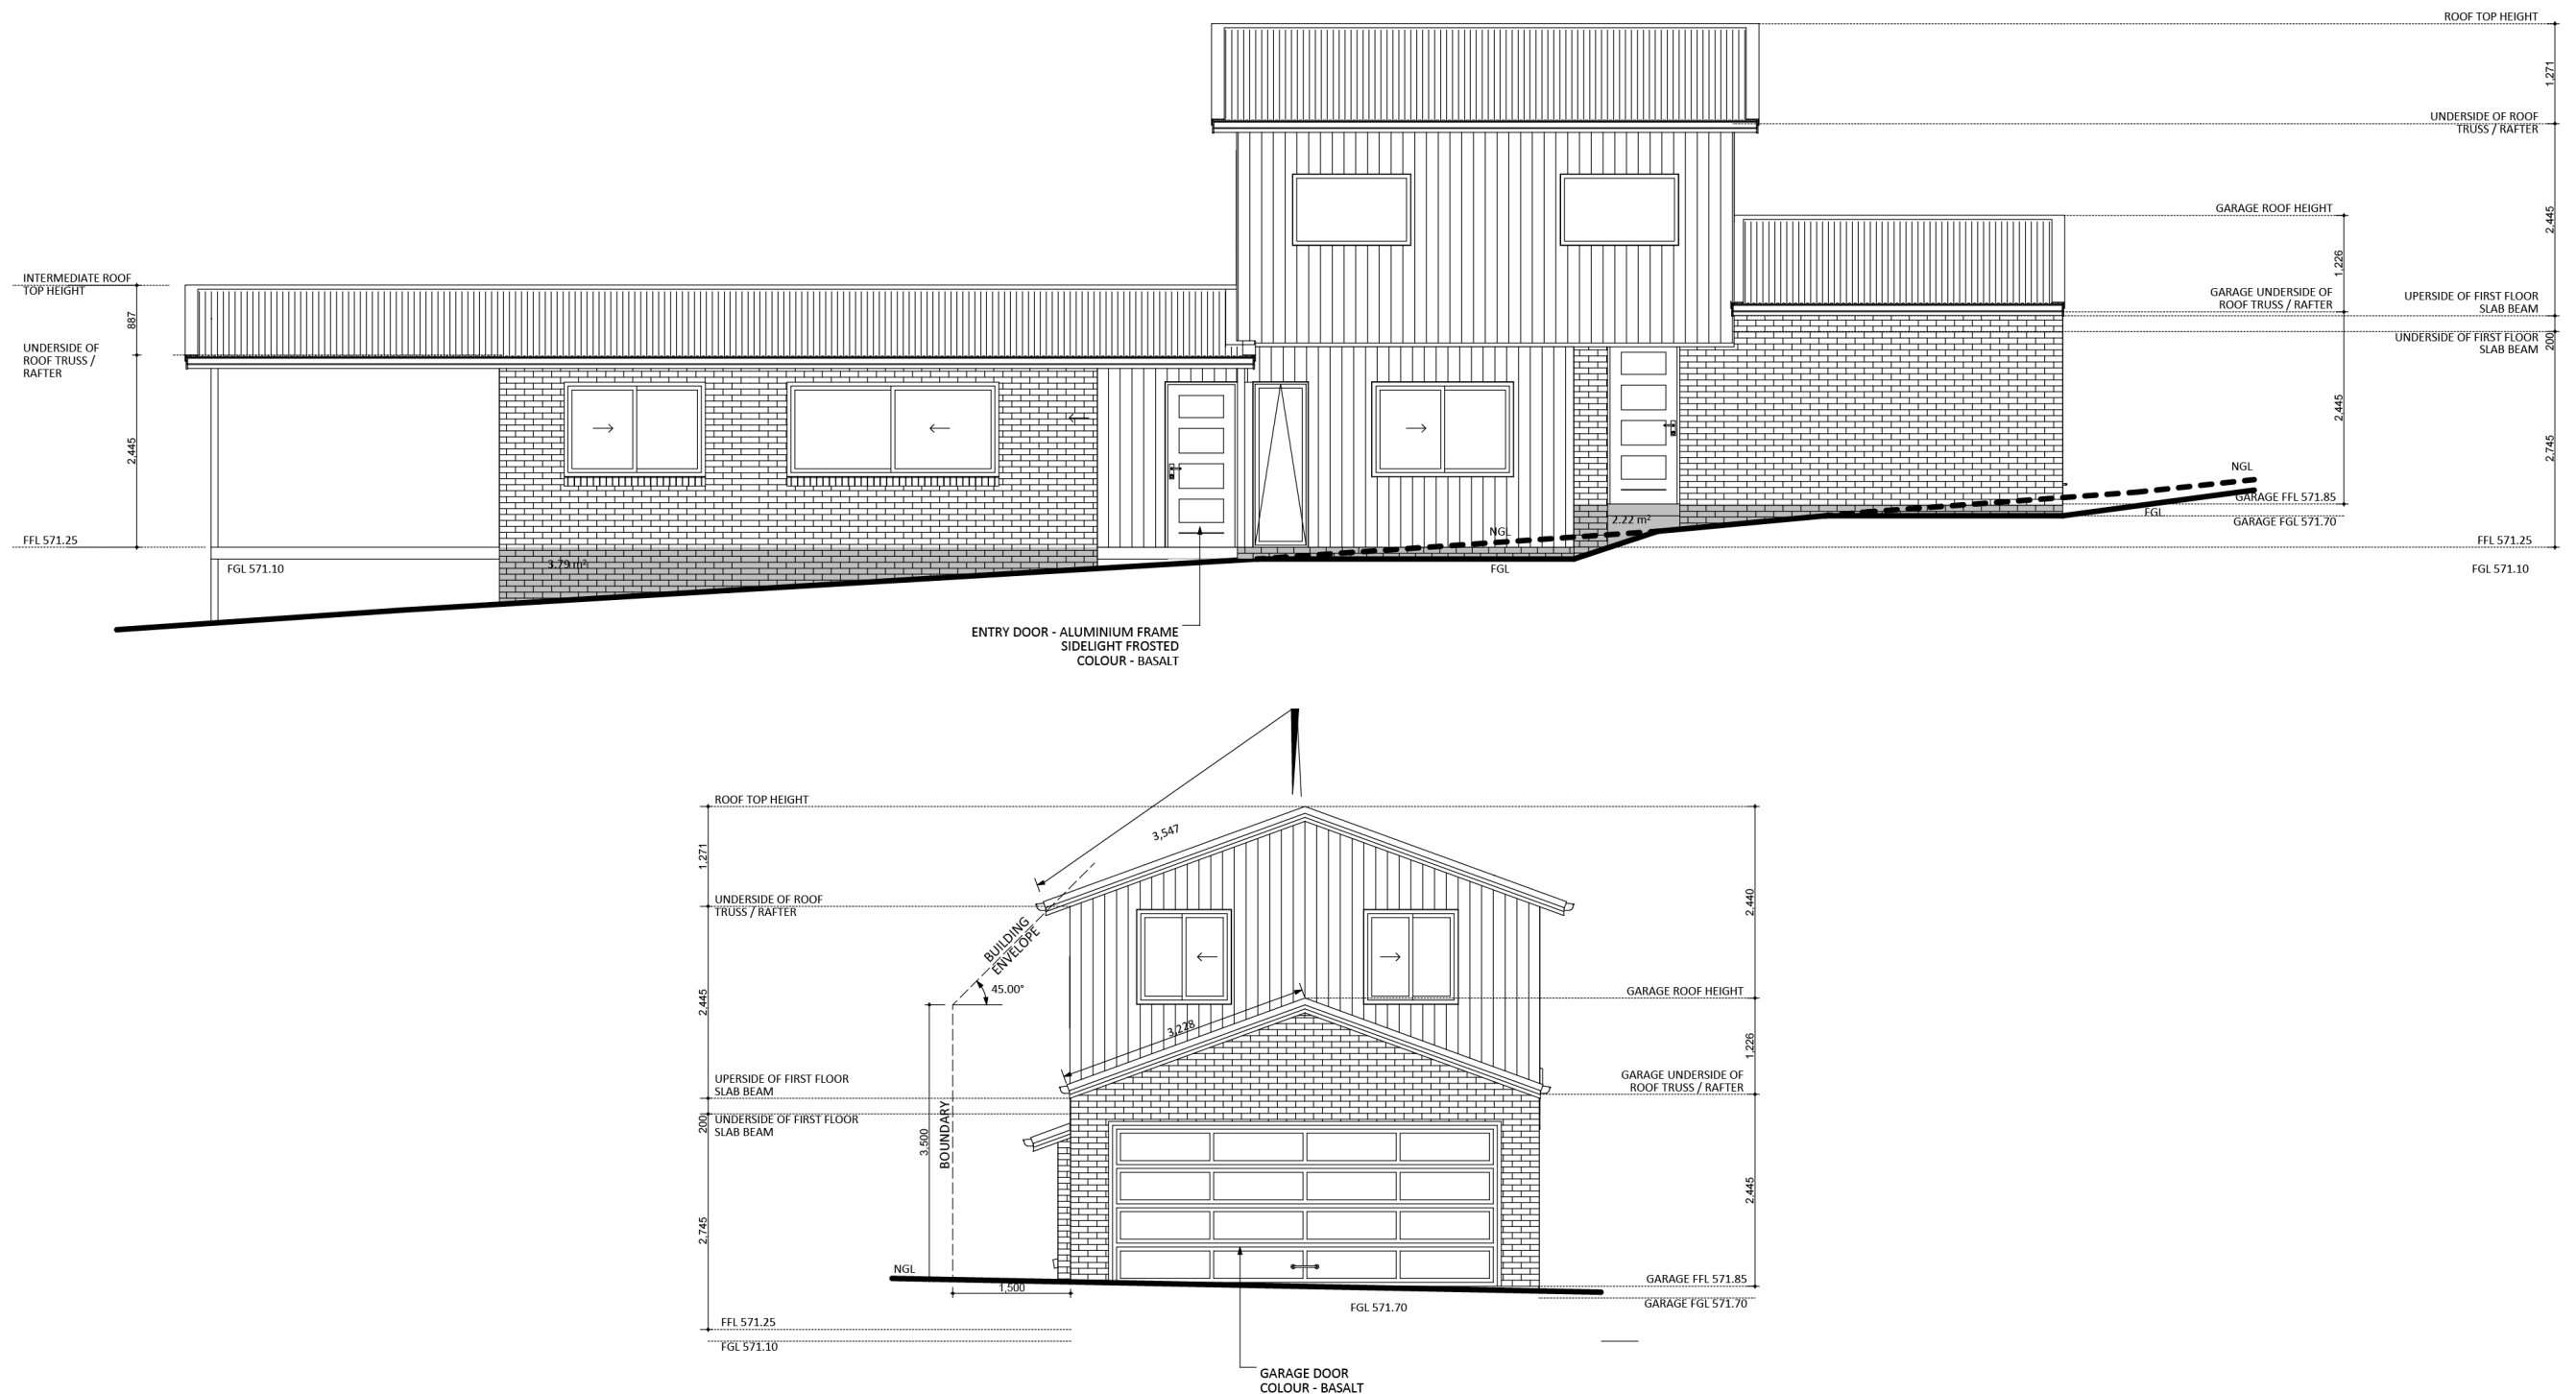 ROOF TOP HEIGHT
1,271
UNDERSIDE OF ROOF
TRUSS / RAFTER
2,445
GARAGE ROOF HEIGHT
1,226
INTERMEDIATE ROOF
TOP HEIGHT
887
GARAGE UNDERSIDE OF
ROOF TRUSS / RAFTER
UPERSIDE OF FIRST FLOOR
SLAB BEAM
200
UNDERSIDE OF FIRST FLOOR
SLAB BEAM
UNDERSIDE OF
ROOF TRUSS /
RAFTER
2,445
2,445
2,745
NGL
GARAGE FFL 571.85
FGL
GARAGE FGL 571.70
2.22 m²
NGL
FFL 571.25
FFL 571.25
3.79 m²
FGL 571.10
FGL
FGL 571.10
ENTRY DOOR - ALUMINIUM FRAME
SIDELIGHT FROSTED
COLOUR - BASALT
ROOF TOP HEIGHT
3,547
1,271
UNDERSIDE OF ROOF
TRUSS / RAFTER
2,440
BUILDING
ENVELOPE
45.00°
GARAGE ROOF HEIGHT
2,445
3,228
1,226
UPERSIDE OF FIRST FLOOR
SLAB BEAM
GARAGE UNDERSIDE OF
ROOF TRUSS / RAFTER
200
UNDERSIDE OF FIRST FLOOR
SLAB BEAM
3,500
BOUNDARY
2,445
2,745
NGL
1,500
GARAGE FFL 571.85
FGL 571.70
GARAGE FGL 571.70
FFL 571.25
FGL 571.10
GARAGE DOOR
COLOUR - BASALT